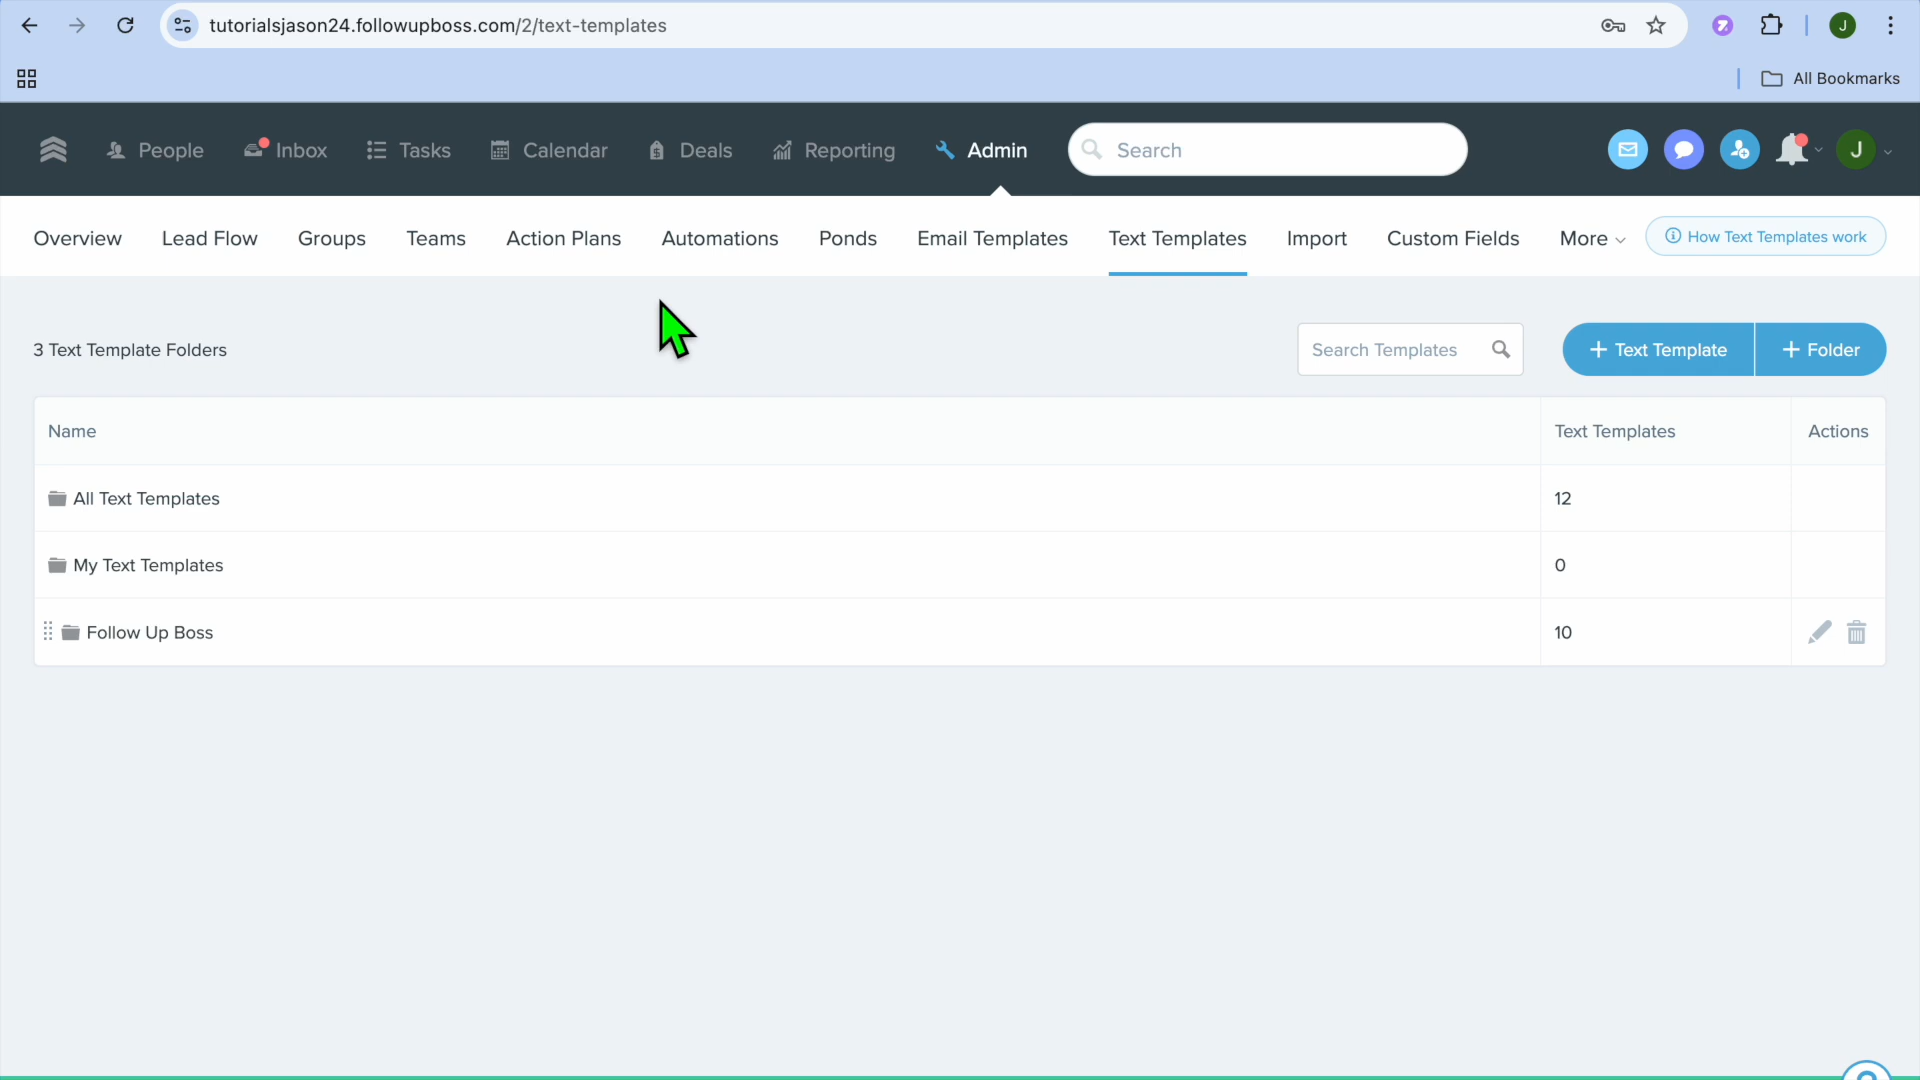 tutorialsjason24.followupboss.com/2/text-templates
J
All Bookmarks
People
Inbox
Tasks
Calendar
Deals
Reporting
Admin
Search
J
Overview
Lead Flow
Groups
Teams
Action Plans
Automations
Ponds
Email Templates
Text Templates
Import
Custom Fields
More
How Text Templates work
3 Text Template Folders
Search Templates
+ Text Template
+ Folder
Name
Text Templates
Actions
All Text Templates
12
My Text Templates
0
Follow Up Boss
10